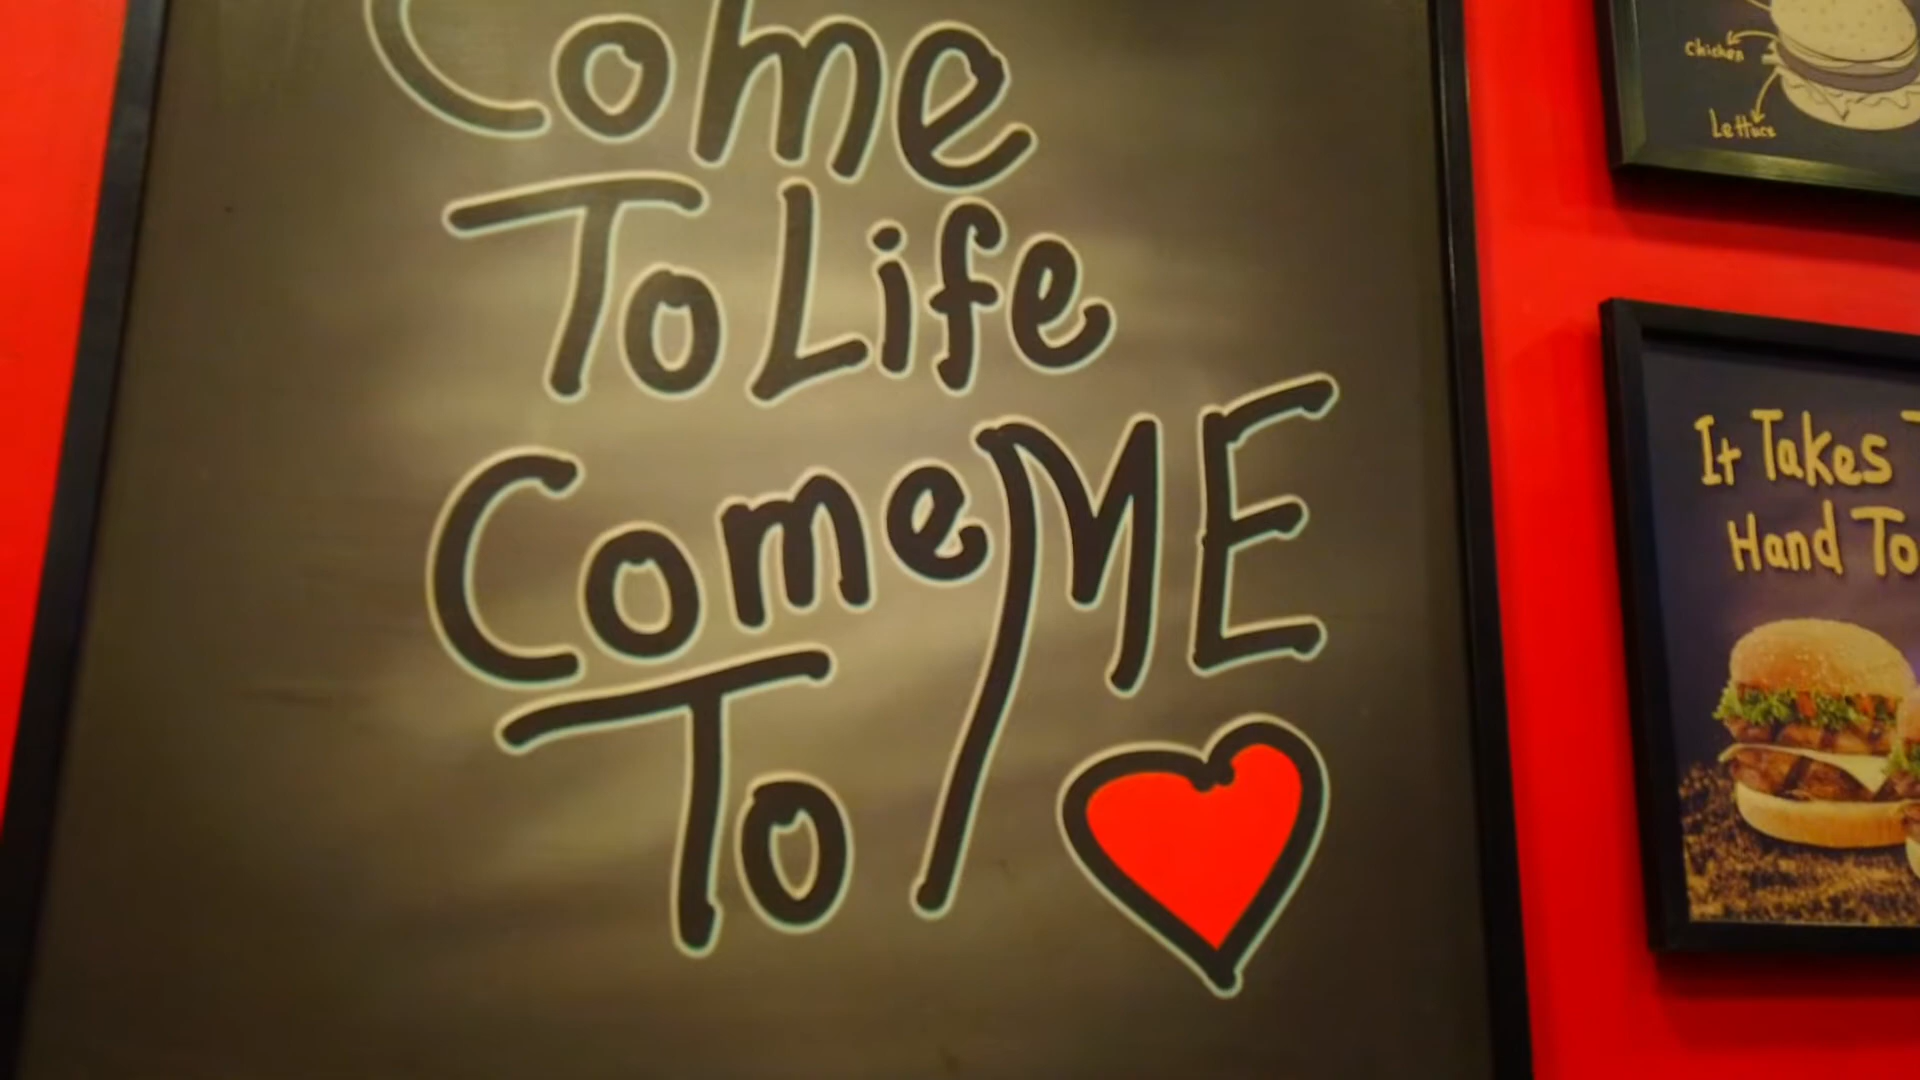 Come
To Life
Come ME
To
Chicken
Lettuce
It Takes
Hand To